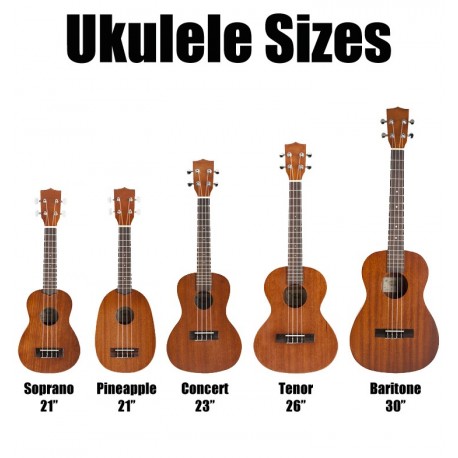 Ukulele Sizes
Soprano Pineapple Concert Tenor Baritone
21” 21” 23” 26” 30”